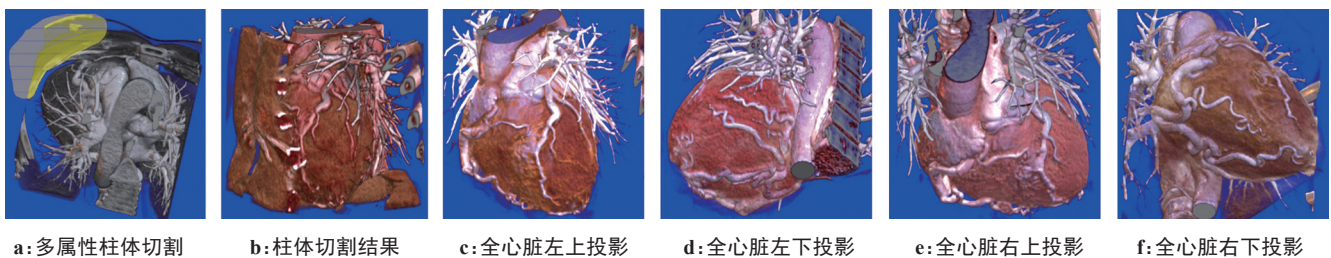 a:多属性柱体切割
b:柱体切割结果
c:全心脏左上投影
d:全心脏左下投影
e:全心脏右上投影
f:全心脏右下投影